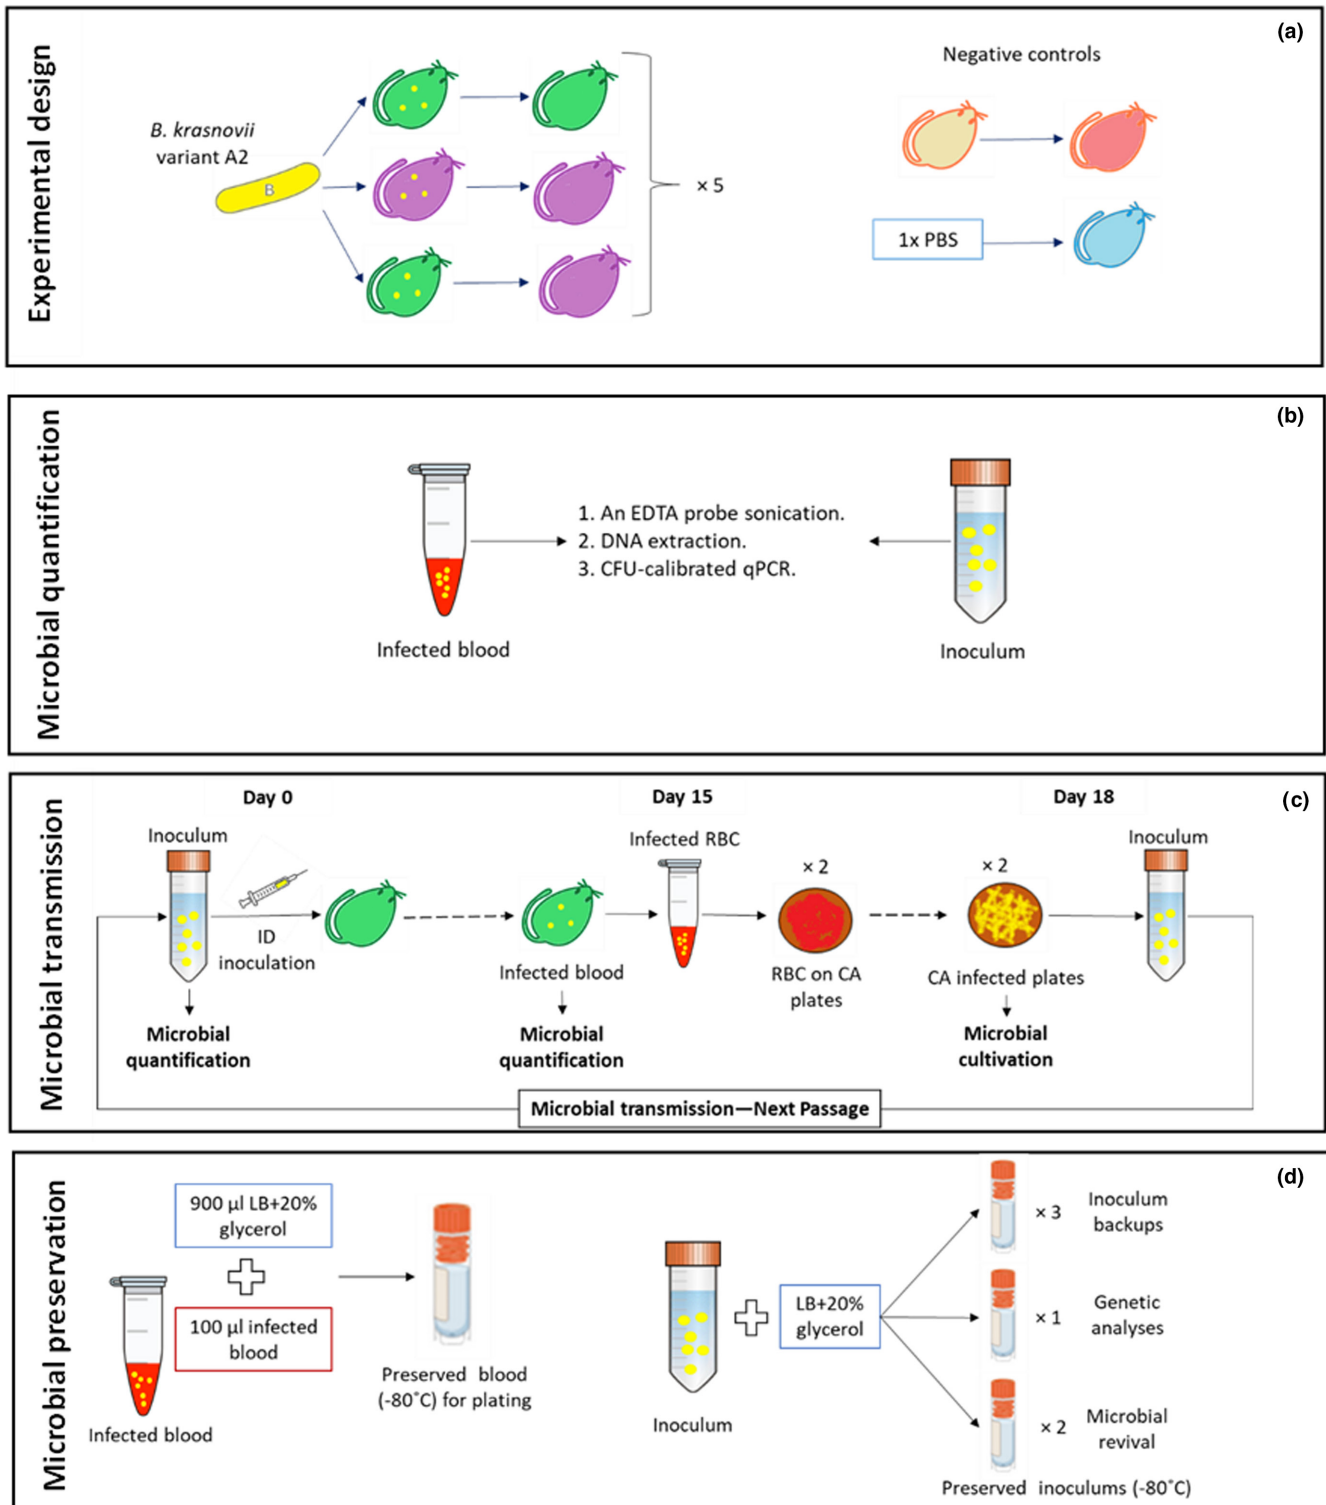 (a)
Experimental design
B. krasnovii
variant A2
B
× 5
Negative controls
1x PBS
(b)
Microbial quantification
1. An EDTA probe sonication.
2. DNA extraction.
3. CFU-calibrated qPCR.
Infected blood
Inoculum
(c)
Microbial transmission
Day 0
Day 15
Day 18
Inoculum
ID
inoculation
Microbial
quantification
Infected blood
Microbial
quantification
Infected RBC
× 2
RBC on CA
plates
× 2
CA infected plates
Microbial
cultivation
Inoculum
Microbial transmission—Next Passage
(d)
Microbial preservation
900 µl LB+20%
glycerol
100 µl infected
blood
Infected blood
Preserved blood
(-80˚C) for plating
Inoculum
LB+20%
glycerol
× 3
Inoculum
backups
× 1
Genetic
analyses
× 2
Microbial
revival
Preserved inoculums (-80˚C)